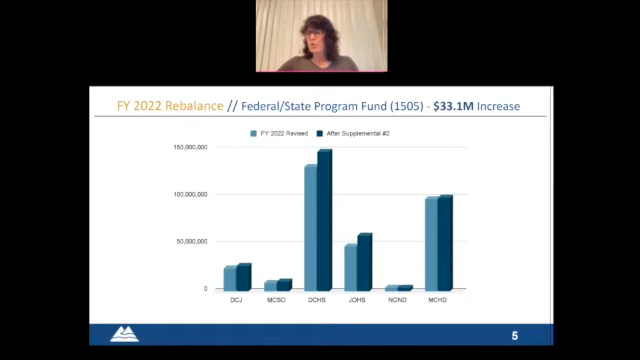 FY 2022 Rebalance // Federal/State Program Fund (1505) - $33.1M Increase
FY 2022 Revised After Supplemental #2
150,000,000
100,000,000
50,000,000
0
DCJ MCSO DCHS JOHS NOND MCHD
5